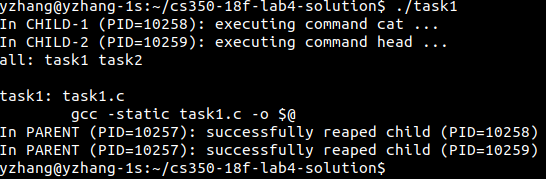 yzhang@yzhang-1s:~/cs350-18f-lab4-solution$ ./task1
In CHILD-1 (PID=10258): executing command cat ...
In CHILD-2 (PID=10259): executing command head ...
all: task1 task2

task1: task1.c
        gcc -static task1.c -o $@
In PARENT (PID=10257): successfully reaped child (PID=10258)
In PARENT (PID=10257): successfully reaped child (PID=10259)
yzhang@yzhang-1s:~/cs350-18f-lab4-solution$